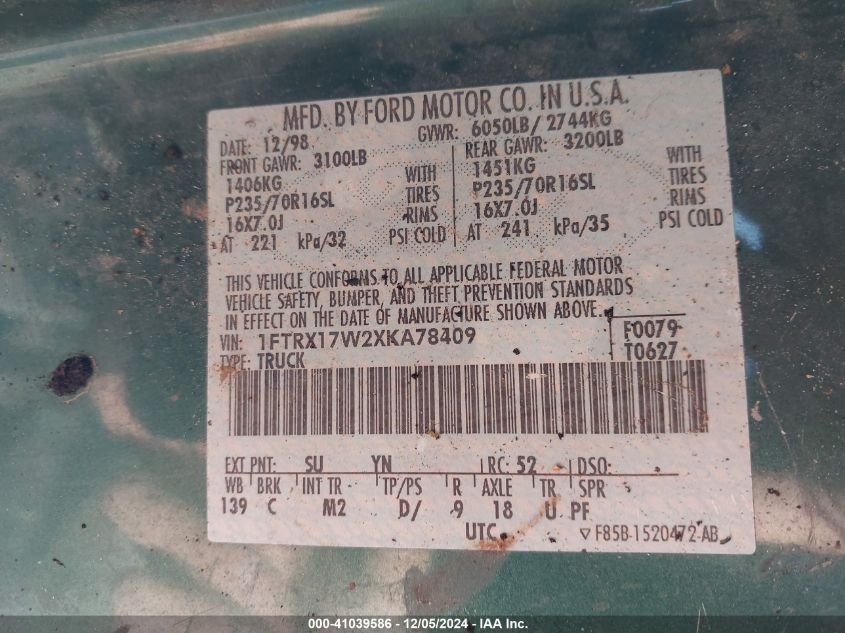 MFD. BY FORD MOTOR CO. IN U.S.A.
DATE: 12/98 GVWR: 6050LB/ 2744KG
FRONT GAWR: 3100LB REAR GAWR: 3200LB
1406KG WITH 1451KG WITH
P235/70R16SL TIRES P235/70R16SL TIRES
16X7.0J RIMS 16X7.0J RIMS
AT 221 kPa/32 PSI COLD AT 241 kPa/35 PSI COLD
THIS VEHICLE CONFORMS TO ALL APPLICABLE FEDERAL MOTOR
VEHICLE SAFETY, BUMPER, AND THEFT PREVENTION STANDARDS
IN EFFECT ON THE DATE OF MANUFACTURE SHOWN ABOVE.
VIN: 1FTRX17W2XKA78409 F0079
TYPE: TRUCK T0627
EXT PNT: SU YN RC: 52 DSO:
WB BRK INT TR TP/PS R AXLE TR SPR
139 C M2 D/ 9 18 U PF
UTC ▽ F85B-1520472-AB
000-41039586 - 12/05/2024 - IAA Inc.